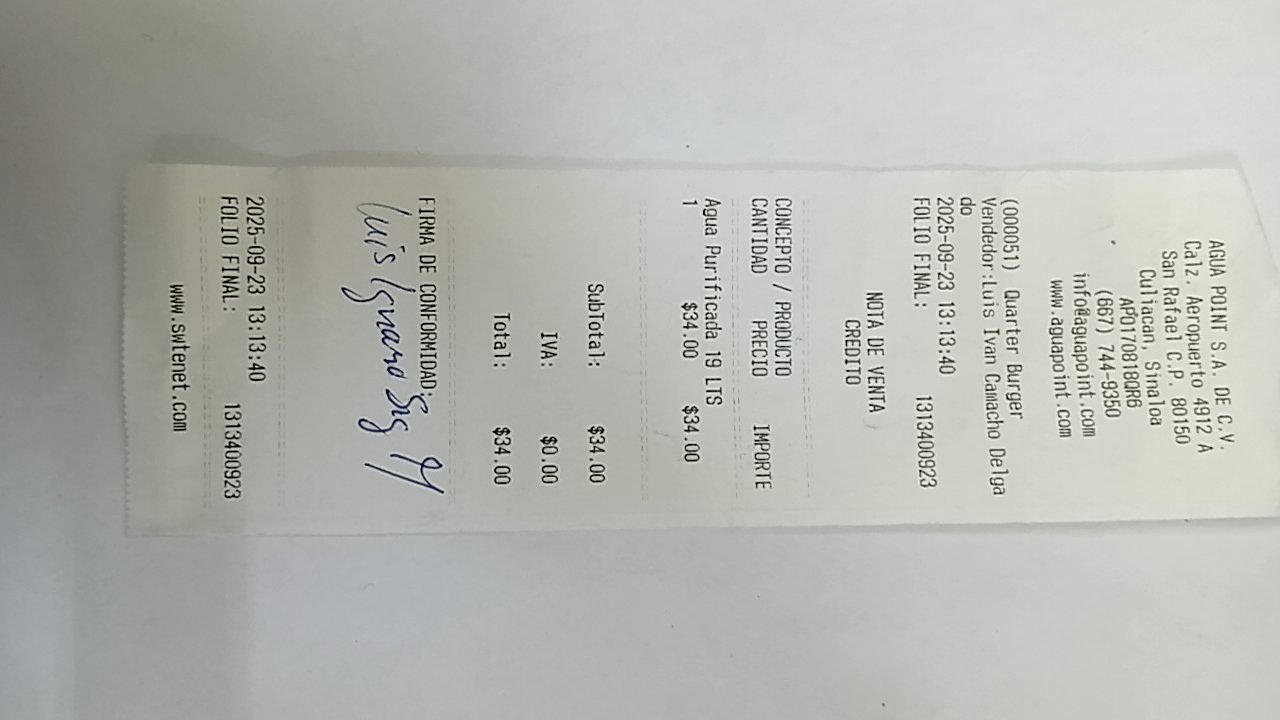 AGUA POINT S.A. DE C.V.
Calz. Aeropuerto 4912 A
San Rafael C.P. 80150
Culiacan, Sinaloa
APO170818QR6
(667) 744-9350
info@aguapoint.com
www.aguapoint.com
(000051) Quarter Burger
Vendedor:Luis Ivan Camacho Delga
do
2025-09-23 13:13:40
FOLIO FINAL: 1313400923
NOTA DE VENTA
CREDITO
CONCEPTO / PRODUCTO
CANTIDAD PRECIO IMPORTE
Agua Purificada 19 LTS
1 $34.00 $34.00
SubTotal: $34.00
IVA: $0.00
Total: $34.00
FIRMA DE CONFORMIDAD:
Luis
2025-09-23 13:13:40
FOLIO FINAL: 1313400923
www.swtenet.com